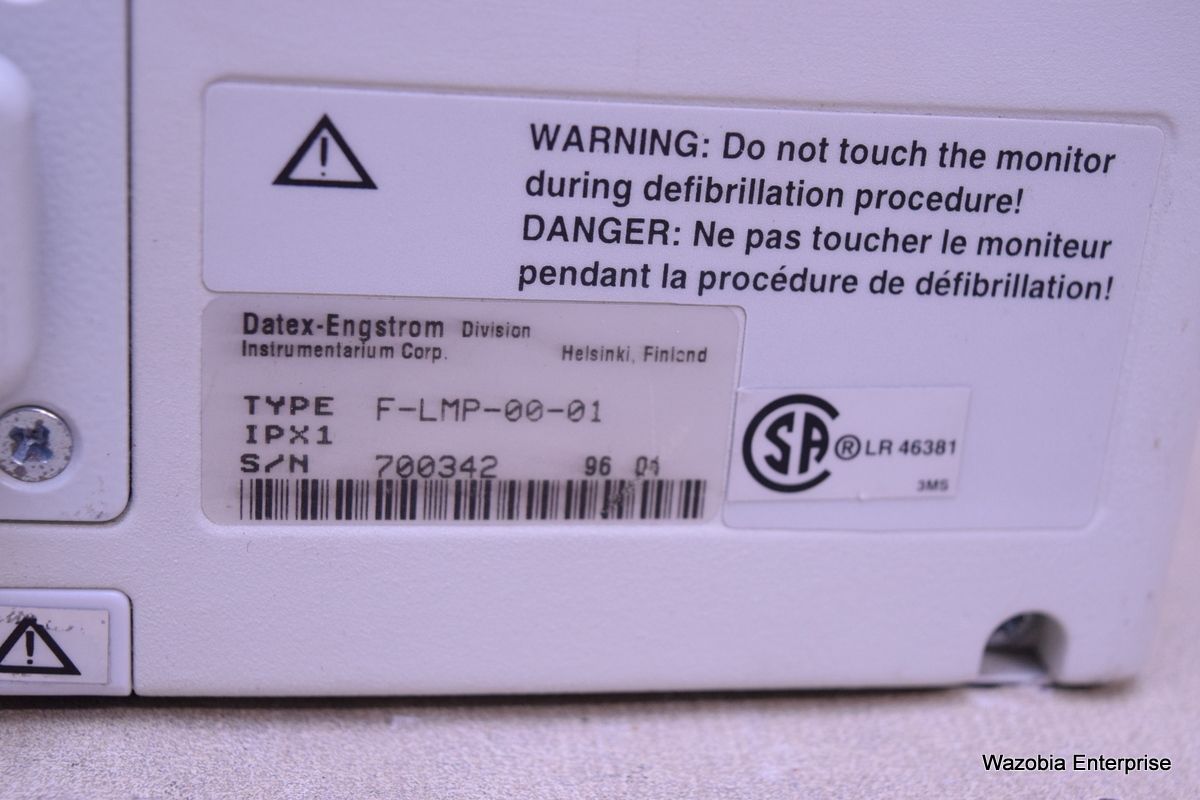 WARNING: Do not touch the monitor
during defibrillation procedure!
DANGER: Ne pas toucher le moniteur
pendant la procédure de défibrillation!
Datex-Engstrom Division
Instrumentarium Corp. Helsinki, Finland
TYPE F-LMP-00-01
IPX1
S/N 700342 96
SA ® LR 46381
3MS
Wazobia Enterprise